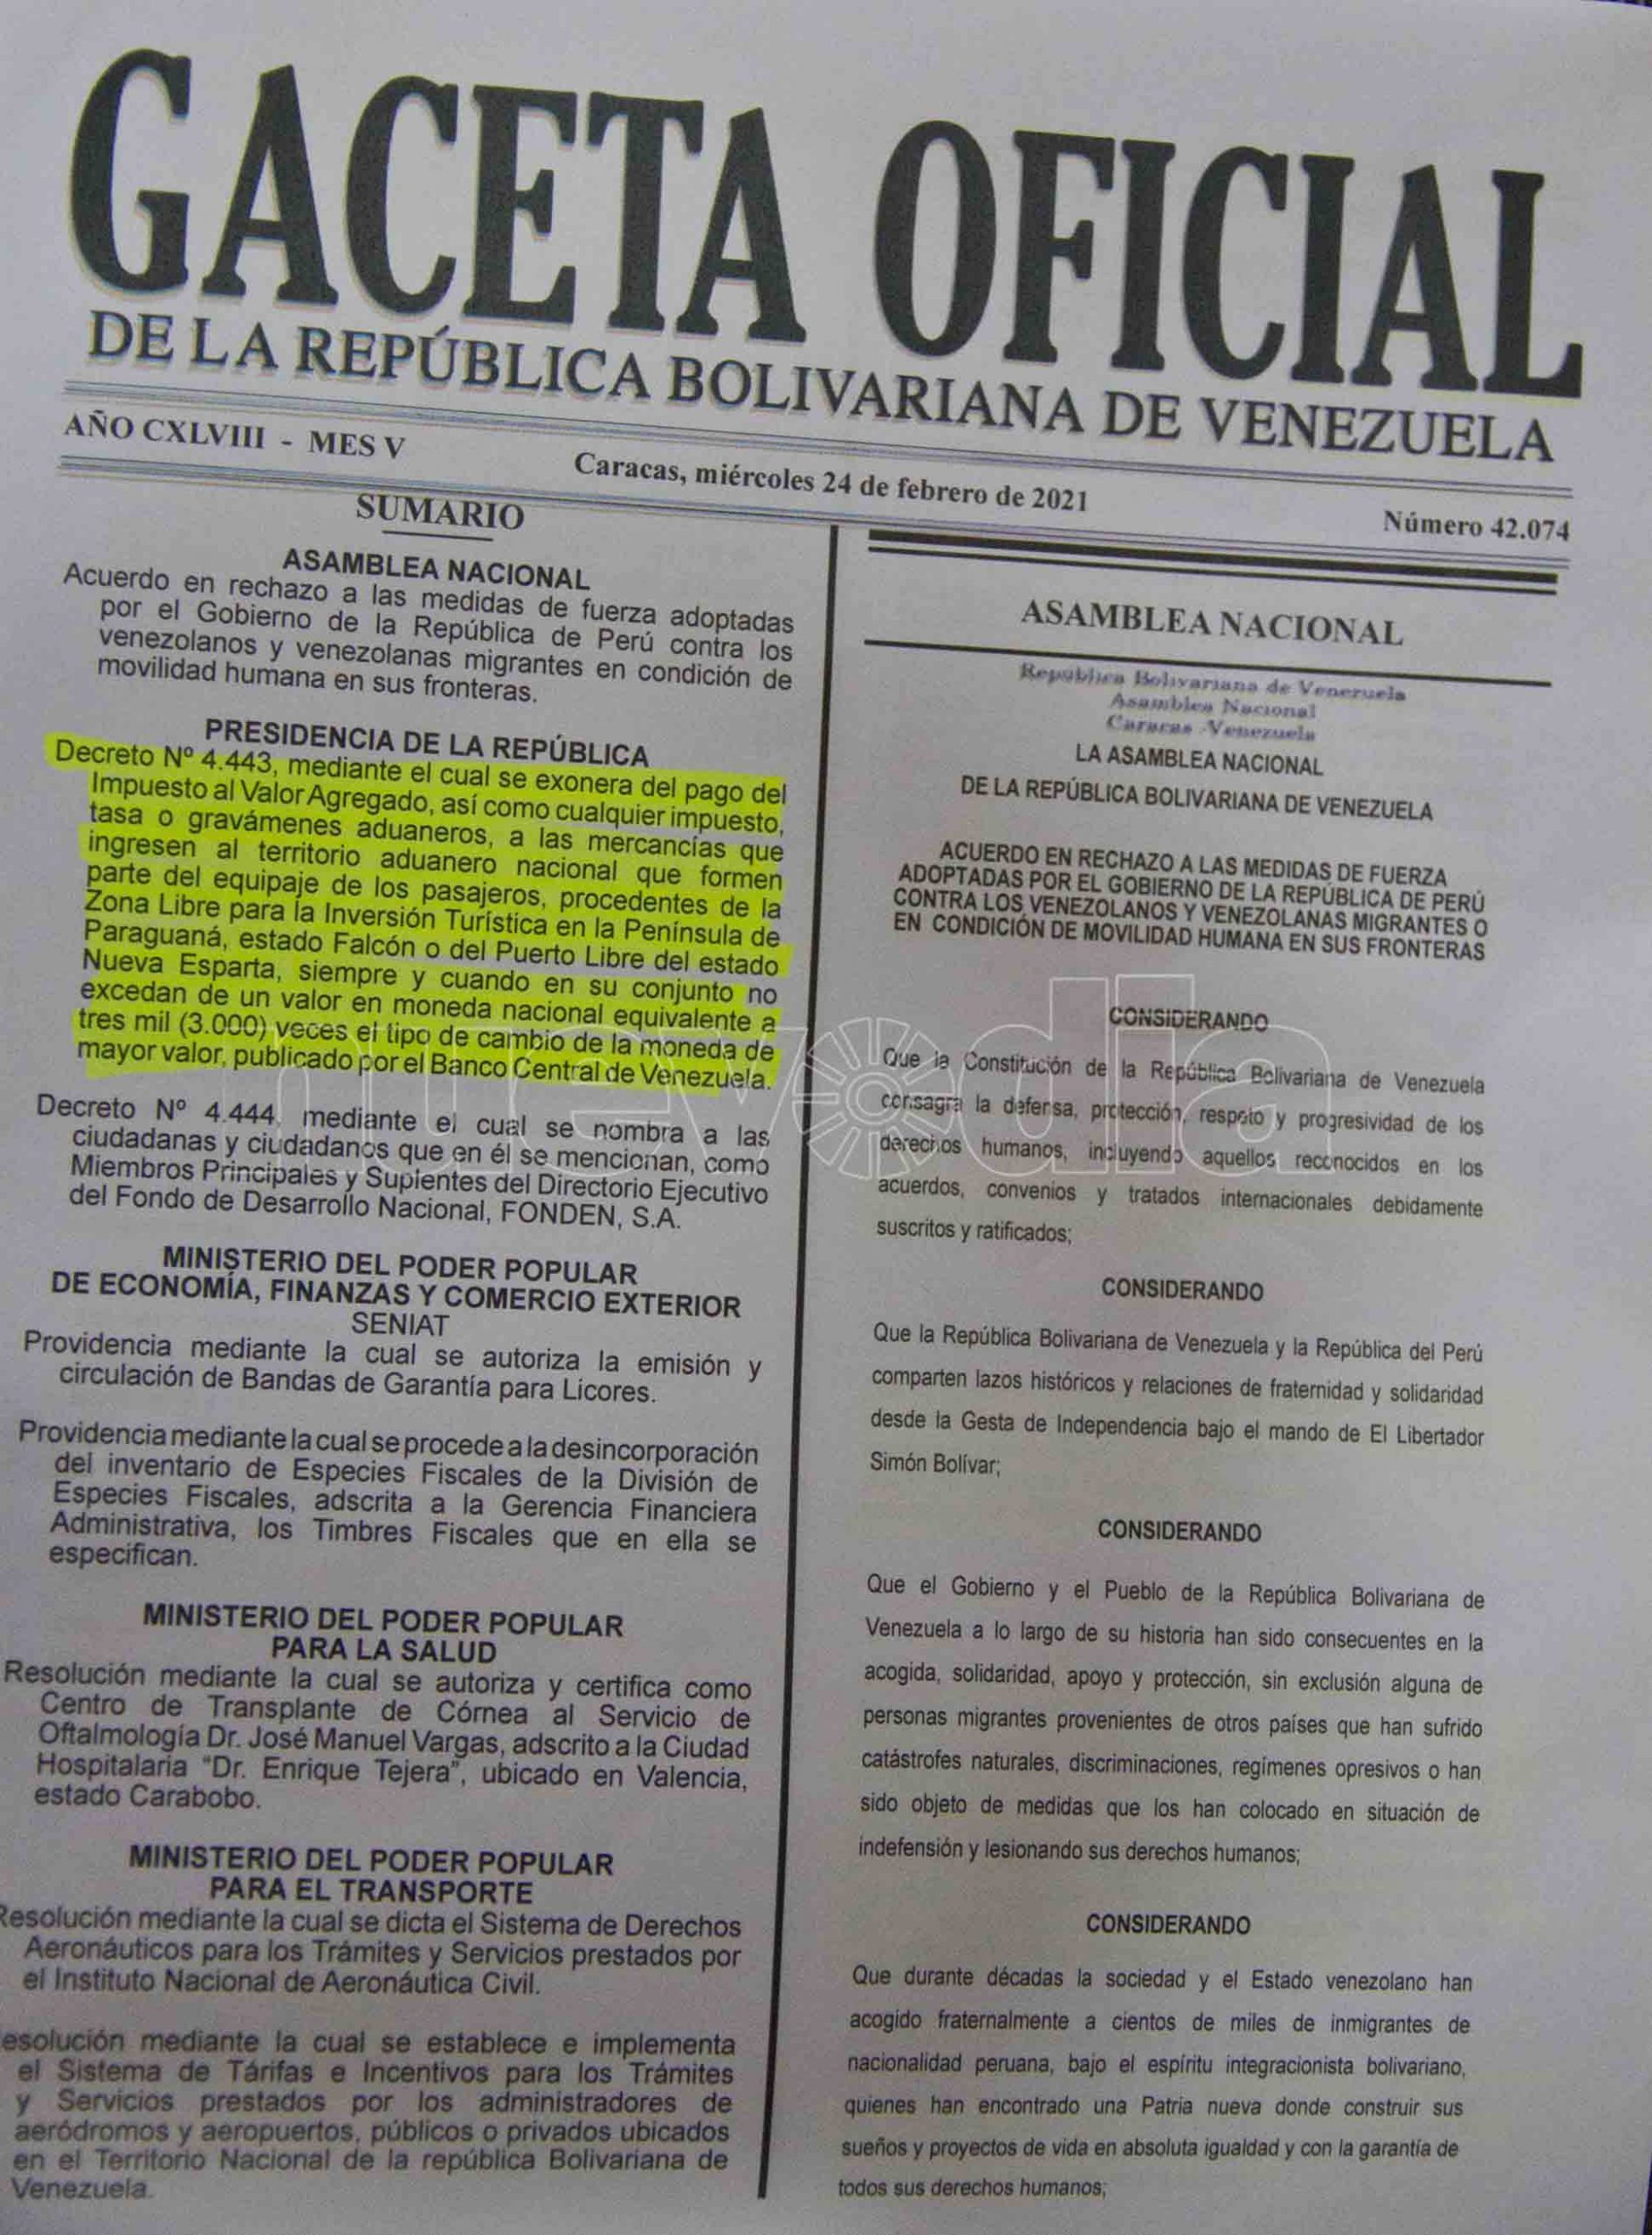 GACETA OFICIAL
DE LA REPÚBLICA BOLIVARIANA DE VENEZUELA
AÑO CXLVIII - MES V
Caracas, miércoles 24 de febrero de 2021
Número 42.074
SUMARIO
ASAMBLEA NACIONAL
Acuerdo en rechazo a las medidas de fuerza adoptadas
por el Gobierno de la República de Perú contra los
venezolanos y venezolanas migrantes en condición de
movilidad humana en sus fronteras.
PRESIDENCIA DE LA REPÚBLICA
Decreto Nº 4.443, mediante el cual se exonera del pago del
Impuesto al Valor Agregado, así como cualquier impuesto,
tasa o gravámenes aduaneros, a las mercancías que
ingresen al territorio aduanero nacional que formen
parte del equipaje de los pasajeros, procedentes de la
Zona Libre para la Inversión Turística en la Península de
Paraguaná, estado Falcón o del Puerto Libre del estado
Nueva Esparta, siempre y cuando en su conjunto no
excedan de un valor en moneda nacional equivalente a
tres mil (3.000) veces el tipo de cambio de la moneda de
mayor valor, publicado por el Banco Central de Venezuela.
Decreto Nº 4.444, mediante el cual se nombra a las
ciudadanas y ciudadanos que en él se mencionan, como
Miembros Principales y Suplentes del Directorio Ejecutivo
del Fondo de Desarrollo Nacional, FONDEN, S.A.
MINISTERIO DEL PODER POPULAR
DE ECONOMÍA, FINANZAS Y COMERCIO EXTERIOR
SENIAT
Providencia mediante la cual se autoriza la emisión y
circulación de Bandas de Garantía para Licores.
Providencia mediante la cual se procede a la desincorporación
del inventario de Especies Fiscales de la División de
Especies Fiscales, adscrita a la Gerencia Financiera
Administrativa, los Timbres Fiscales que en ella se
especifican.
MINISTERIO DEL PODER POPULAR
PARA LA SALUD
Resolución mediante la cual se autoriza y certifica como
Centro de Transplante de Córnea al Servicio de
Oftalmología Dr. José Manuel Vargas, adscrito a la Ciudad
Hospitalaria "Dr. Enrique Tejera", ubicado en Valencia,
estado Carabobo.
MINISTERIO DEL PODER POPULAR
PARA EL TRANSPORTE
Resolución mediante la cual se dicta el Sistema de Derechos
Aeronáuticos para los Trámites y Servicios prestados por
el Instituto Nacional de Aeronáutica Civil.
esolución mediante la cual se establece e implementa
el Sistema de Tárifas e Incentivos para los Trámites
y Servicios prestados por los administradores de
aeródromos y aeropuertos, públicos o privados ubicados
en el Territorio Nacional de la república Bolivariana de
Venezuela.
ASAMBLEA NACIONAL
República Bolivariana de Venezuela
Asamblea Nacional
Caracas - Venezuela
LA ASAMBLEA NACIONAL
DE LA REPÚBLICA BOLIVARIANA DE VENEZUELA
ACUERDO EN RECHAZO A LAS MEDIDAS DE FUERZA
ADOPTADAS POR EL GOBIERNO DE LA REPÚBLICA DE PERÚ
CONTRA LOS VENEZOLANOS Y VENEZOLANAS MIGRANTES O
EN CONDICIÓN DE MOVILIDAD HUMANA EN SUS FRONTERAS
CONSIDERANDO
Que la Constitución de la República Bolivariana de Venezuela
consagra la defensa, protección, respeto y progresividad de los
derechos humanos, incluyendo aquellos reconocidos en los
acuerdos, convenios y tratados internacionales debidamente
suscritos y ratificados;
CONSIDERANDO
Que la República Bolivariana de Venezuela y la República del Perú
comparten lazos históricos y relaciones de fraternidad y solidaridad
desde la Gesta de Independencia bajo el mando de El Libertador
Simón Bolívar;
CONSIDERANDO
Que el Gobierno y el Pueblo de la República Bolivariana de
Venezuela a lo largo de su historia han sido consecuentes en la
acogida, solidaridad, apoyo y protección, sin exclusión alguna de
personas migrantes provenientes de otros países que han sufrido
catástrofes naturales, discriminaciones, regímenes opresivos o han
sido objeto de medidas que los han colocado en situación de
indefensión y lesionando sus derechos humanos;
CONSIDERANDO
Que durante décadas la sociedad y el Estado venezolano han
acogido fraternalmente a cientos de miles de inmigrantes de
nacionalidad peruana, bajo el espíritu integracionista bolivariano,
quienes han encontrado una Patria nueva donde construir sus
sueños y proyectos de vida en absoluta igualdad y con la garantía de
todos sus derechos humanos;
nuevo día